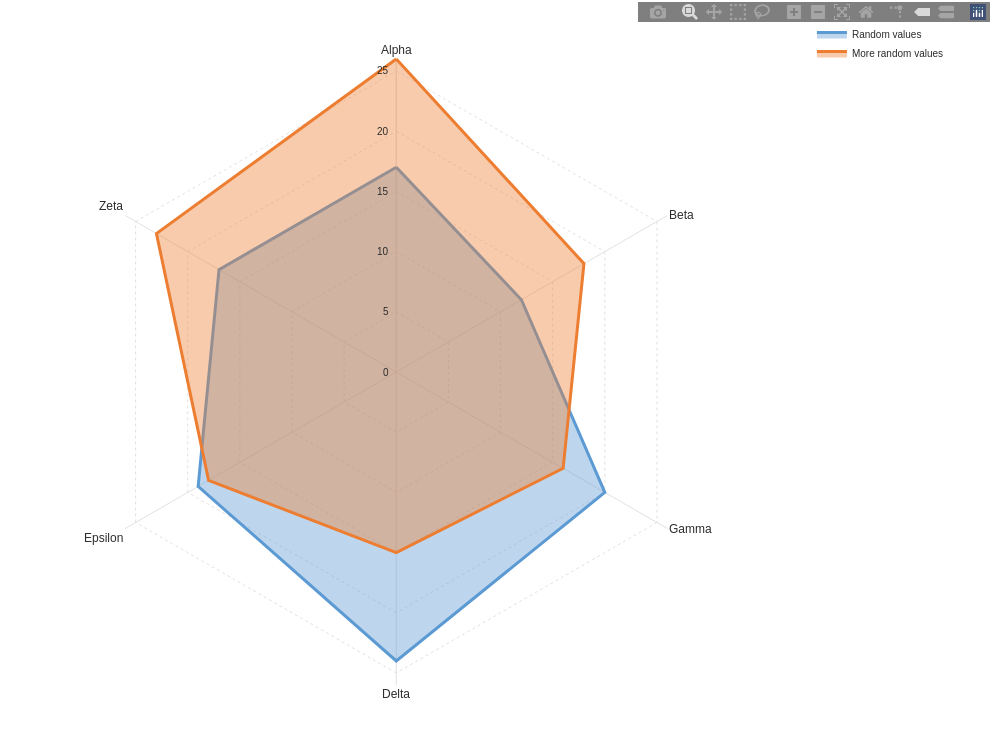 Random values
More random values
Alpha
25
20
15
10
5
0
Zeta
Beta
Epsilon
Gamma
Delta